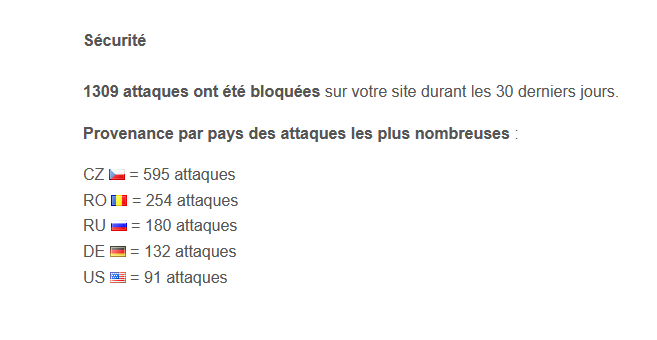 Sécurité
1309 attaques ont été bloquées sur votre site durant les 30 derniers jours.
Provenance par pays des attaques les plus nombreuses :
CZ = 595 attaques
RO = 254 attaques
RU = 180 attaques
DE = 132 attaques
US = 91 attaques